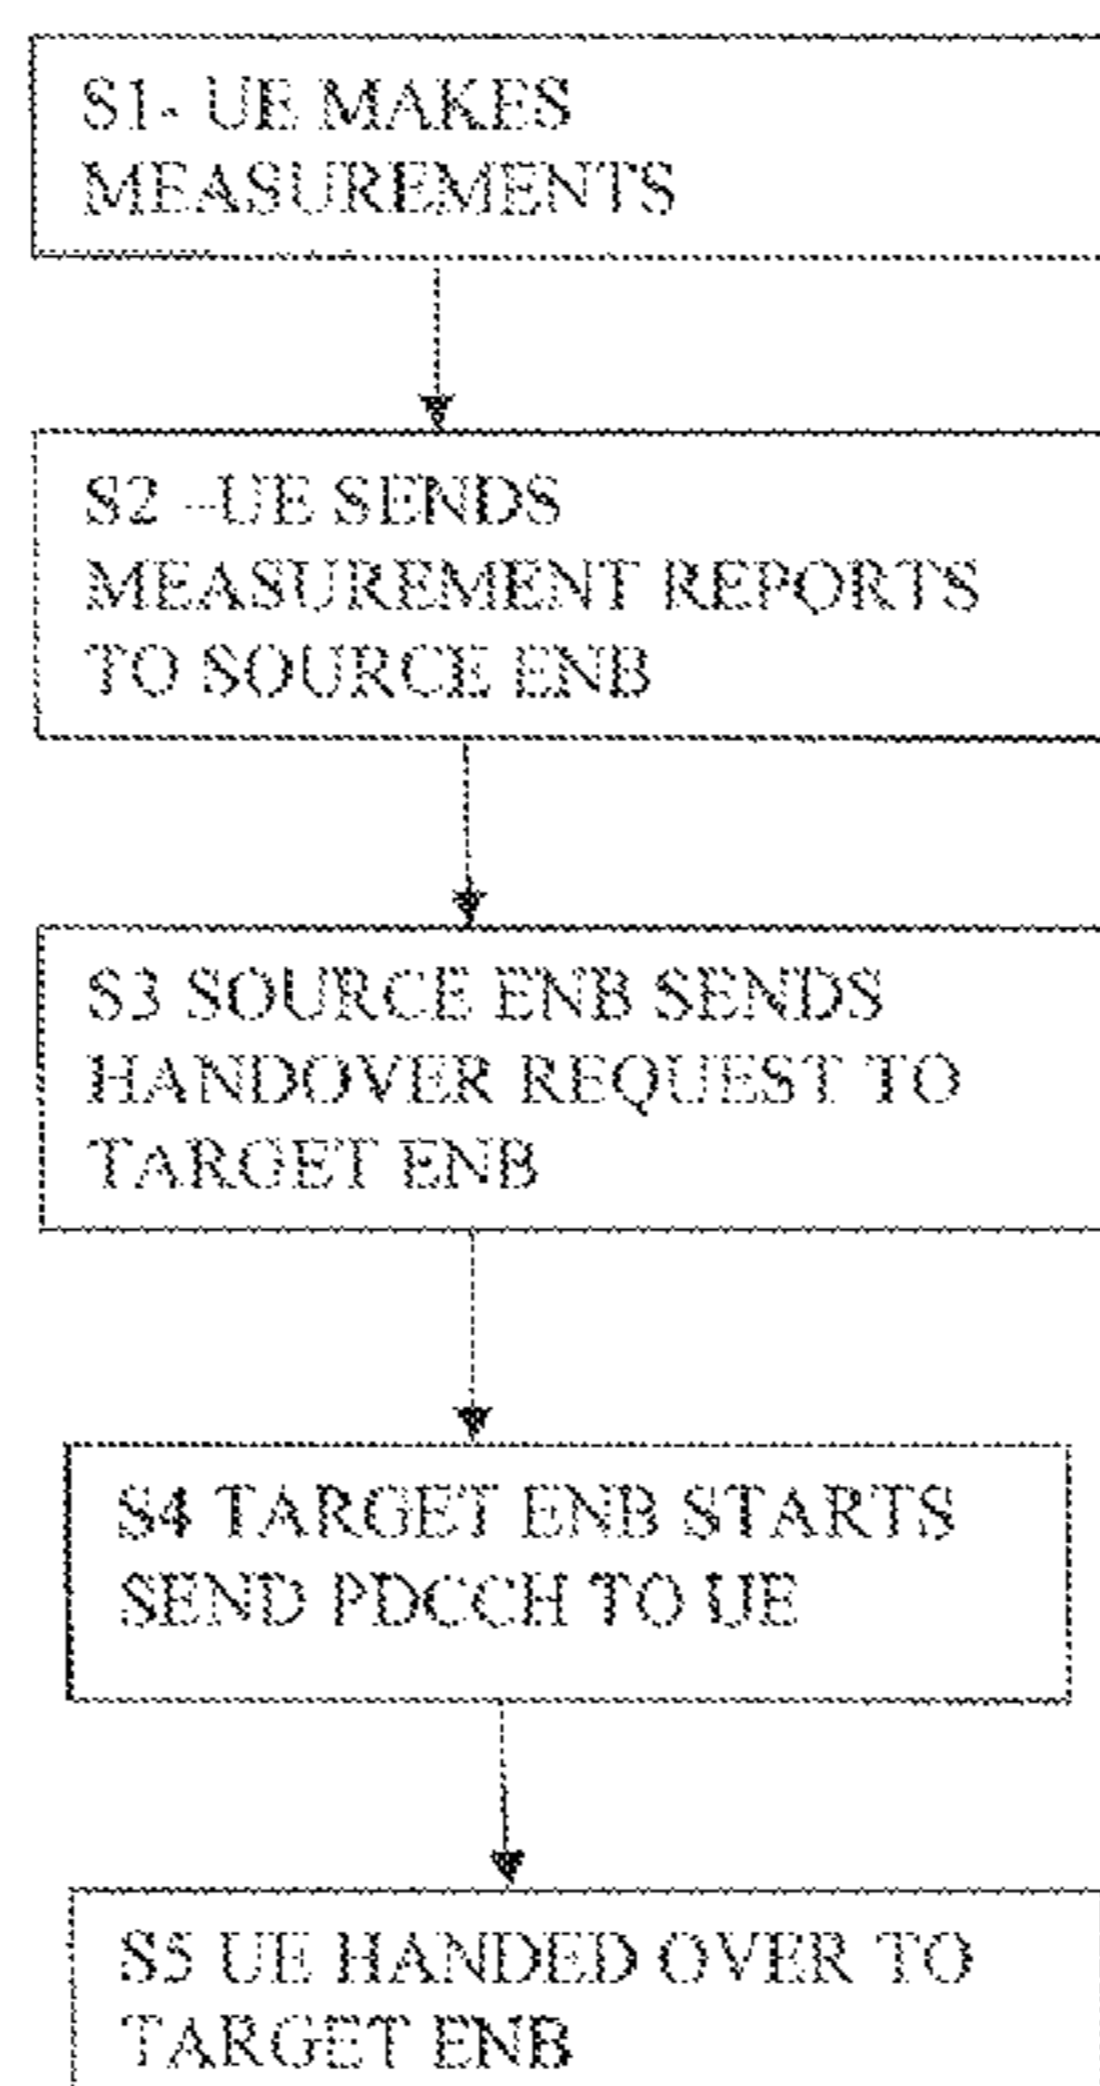 S1- UE MAKES
MEASUREMENTS
S2 –UE SENDS
MEASUREMENT REPORTS
TO SOURCE ENB
S3 SOURCE ENB SENDS
HANDOVER REQUEST TO
TARGET ENB
S4 TARGET ENB STARTS
SEND PDCCH TO UE
S5 UE HANDED OVER TO
TARGET ENB